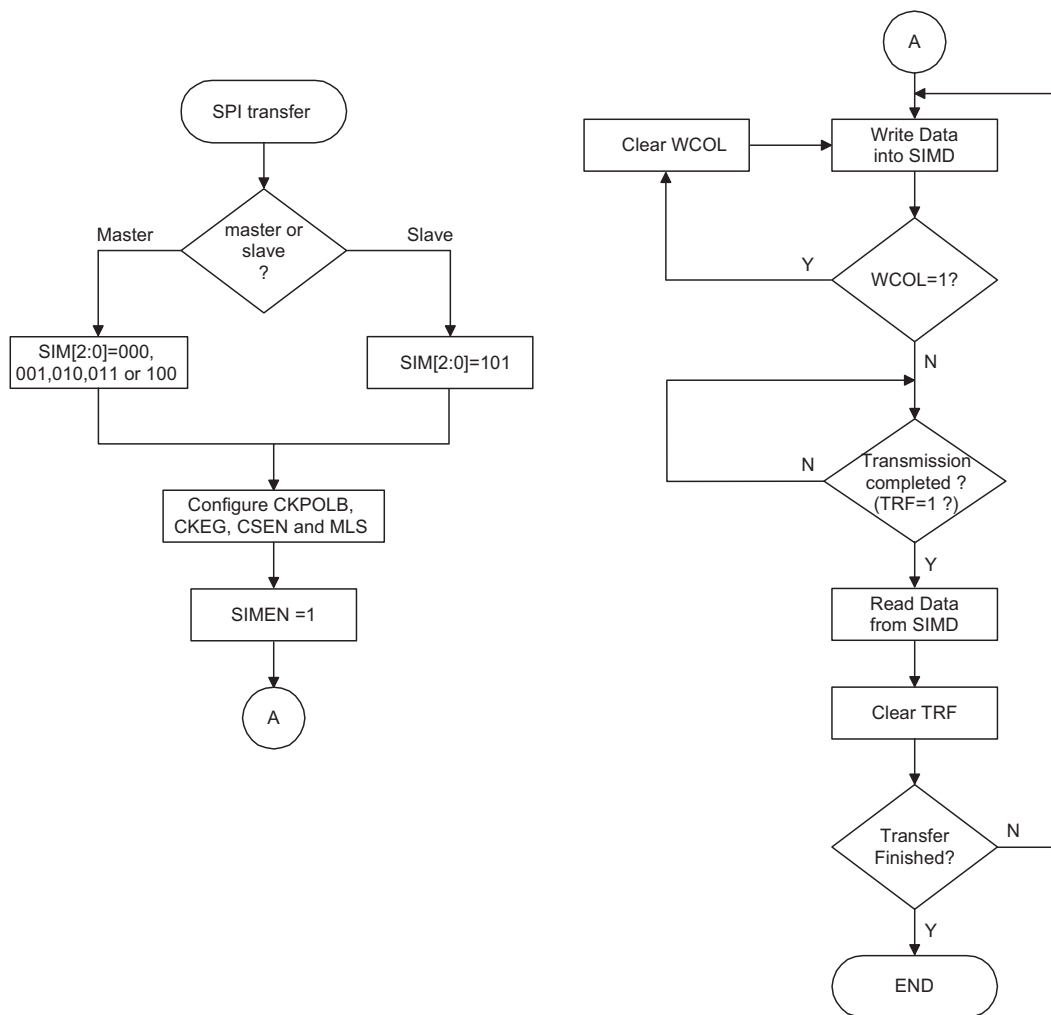 SPI transfer
master or
slave
?
Master
Slave
SIM[2:0]=000,
001,010,011 or 100
SIM[2:0]=101
Configure CKPOLB,
CKEG, CSEN and MLS
SIMEN =1
A
A
Write Data
into SIMD
Clear WCOL
WCOL=1?
Y
N
Transmission
completed ?
(TRF=1 ?)
N
Y
Read Data
from SIMD
Clear TRF
Transfer
Finished?
N
Y
END